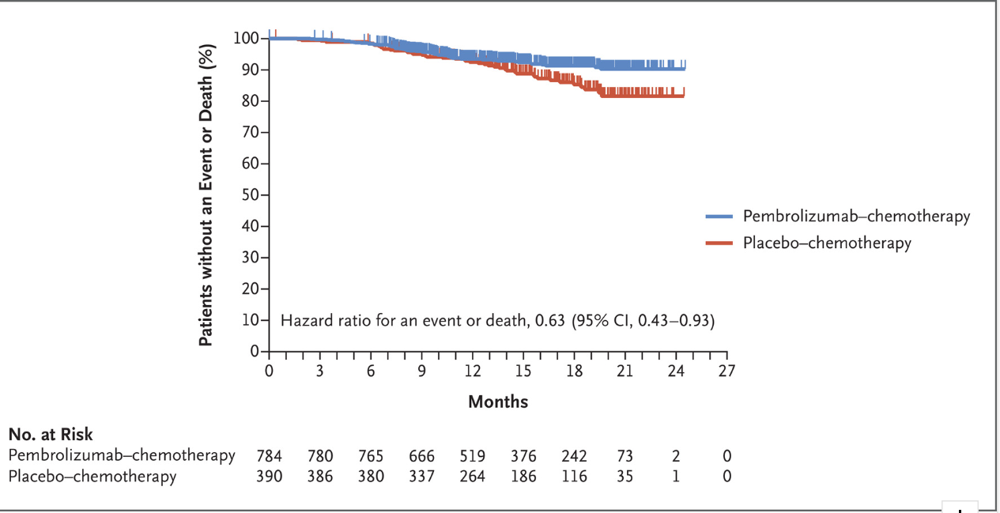 Patients without an Event or Death (%)
100
90
80
70
60
50
40
30
20
10
0
Hazard ratio for an event or death, 0.63 (95% CI, 0.43–0.93)
0 3 6 9 12 15 18 21 24 27
Months
Pembrolizumab–chemotherapy
Placebo–chemotherapy
No. at Risk
Pembrolizumab–chemotherapy 784 780 765 666 519 376 242 73 2 0
Placebo–chemotherapy 390 386 380 337 264 186 116 35 1 0